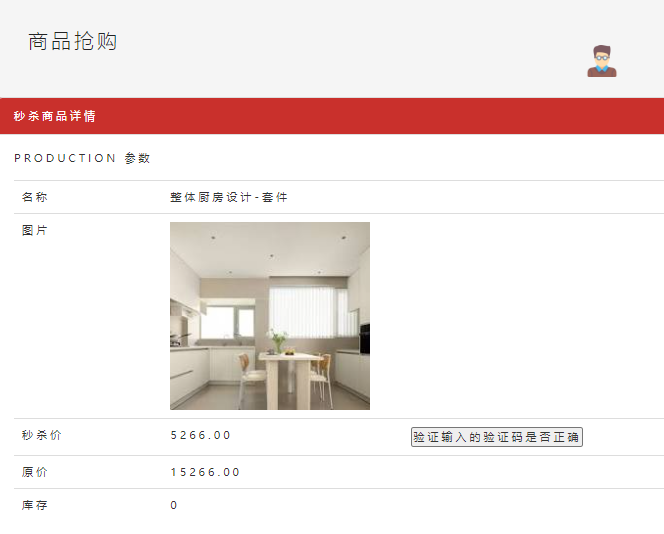 商品抢购
秒杀商品详情
PRODUCTION 参数
名称 整体厨房设计-套件
图片
秒杀价 5266.00 验证输入的验证码是否正确
原价 15266.00
库存 0